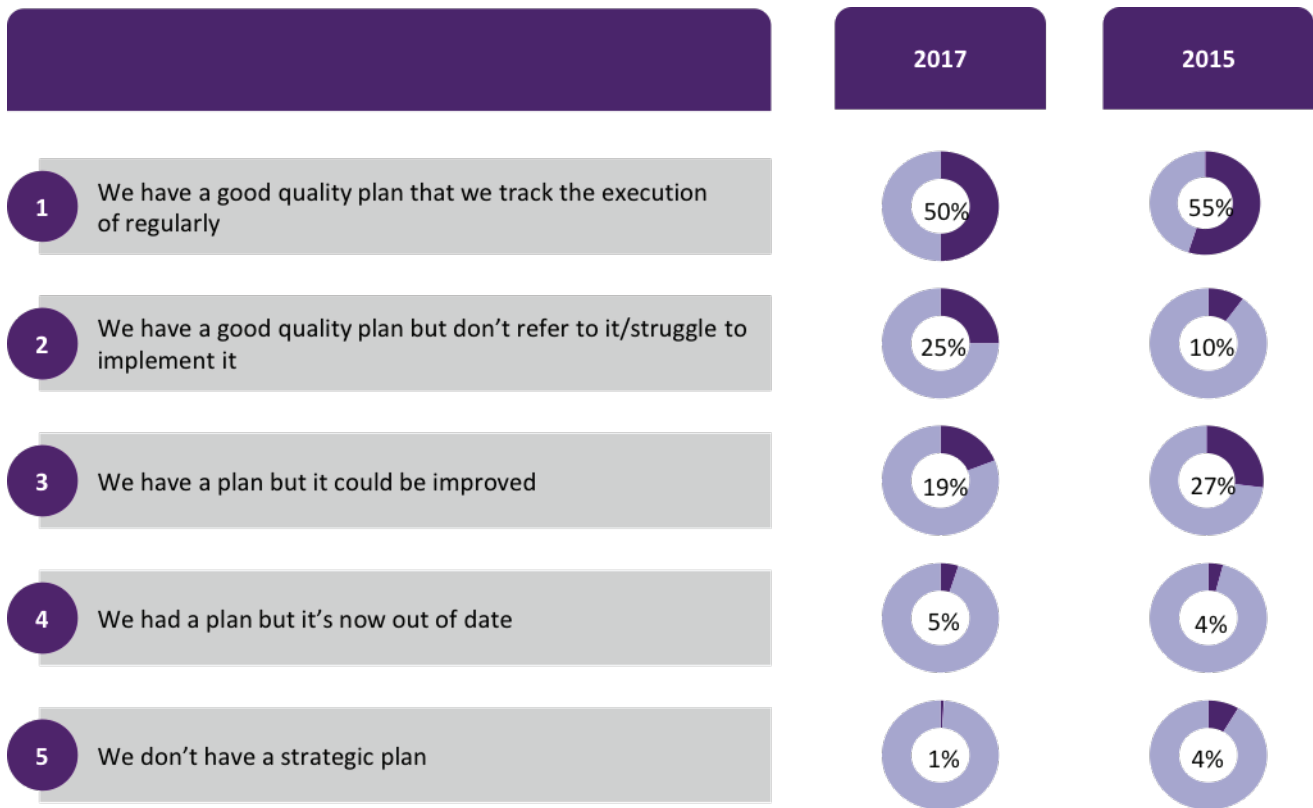 2017 2015
1 We have a good quality plan that we track the execution
of regularly 50% 55%
2 We have a good quality plan but don’t refer to it/struggle to
implement it 25% 10%
3 We have a plan but it could be improved 19% 27%
4 We had a plan but it’s now out of date 5% 4%
5 We don’t have a strategic plan 1% 4%